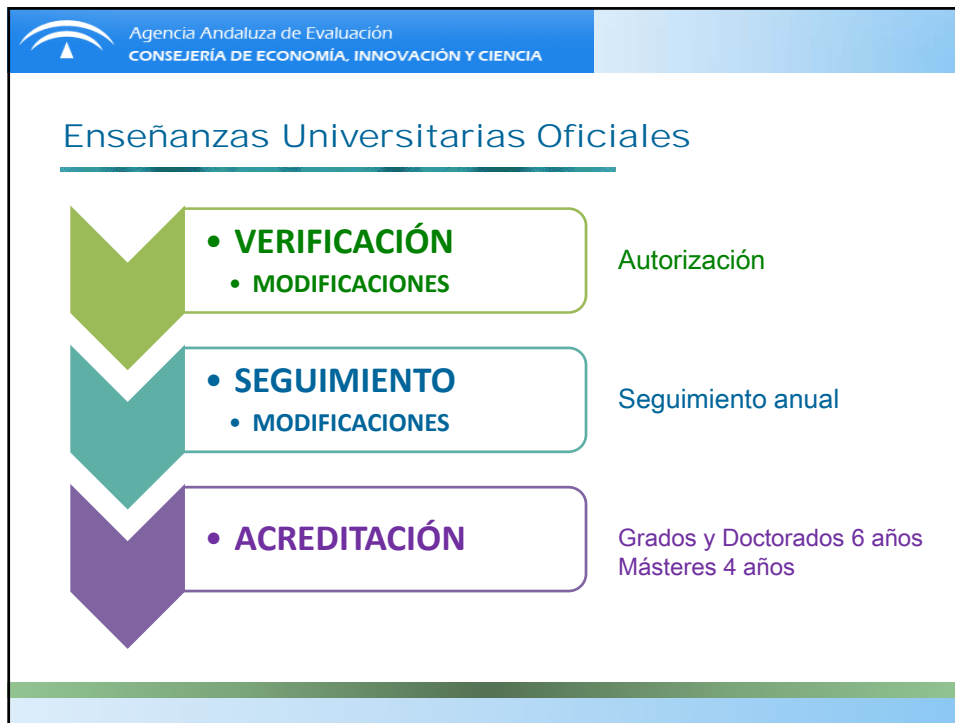 Agencia Andaluza de Evaluación
CONSEJERÍA DE ECONOMÍA, INNOVACIÓN Y CIENCIA
Enseñanzas Universitarias Oficiales
• VERIFICACIÓN
• MODIFICACIONES
Autorización
• SEGUIMIENTO
• MODIFICACIONES
Seguimiento anual
• ACREDITACIÓN
Grados y Doctorados 6 años
Másteres 4 años